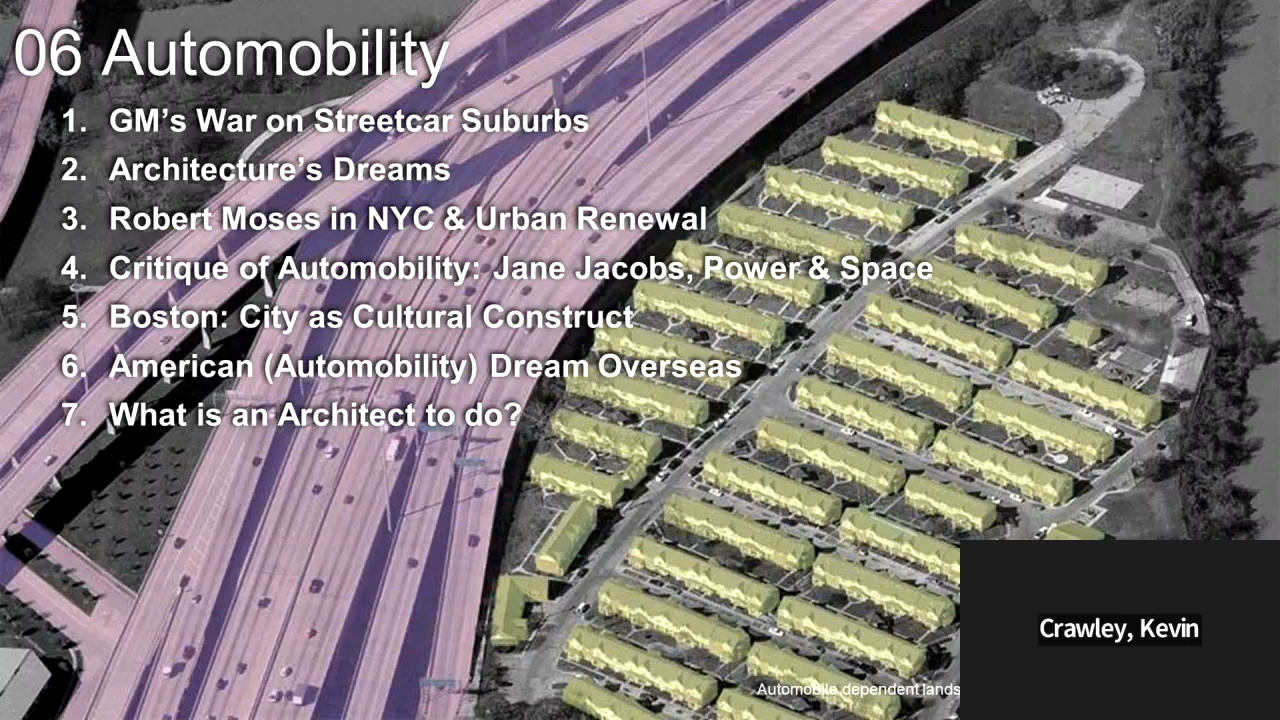 06 Automobility
1. GM’s War on Streetcar Suburbs
2. Architecture’s Dreams
3. Robert Moses in NYC & Urban Renewal
4. Critique of Automobility: Jane Jacobs, Power & Space
5. Boston: City as Cultural Construct
6. American (Automobility) Dream Overseas
7. What is an Architect to do?
Crawley, Kevin
Automobile dependent lands